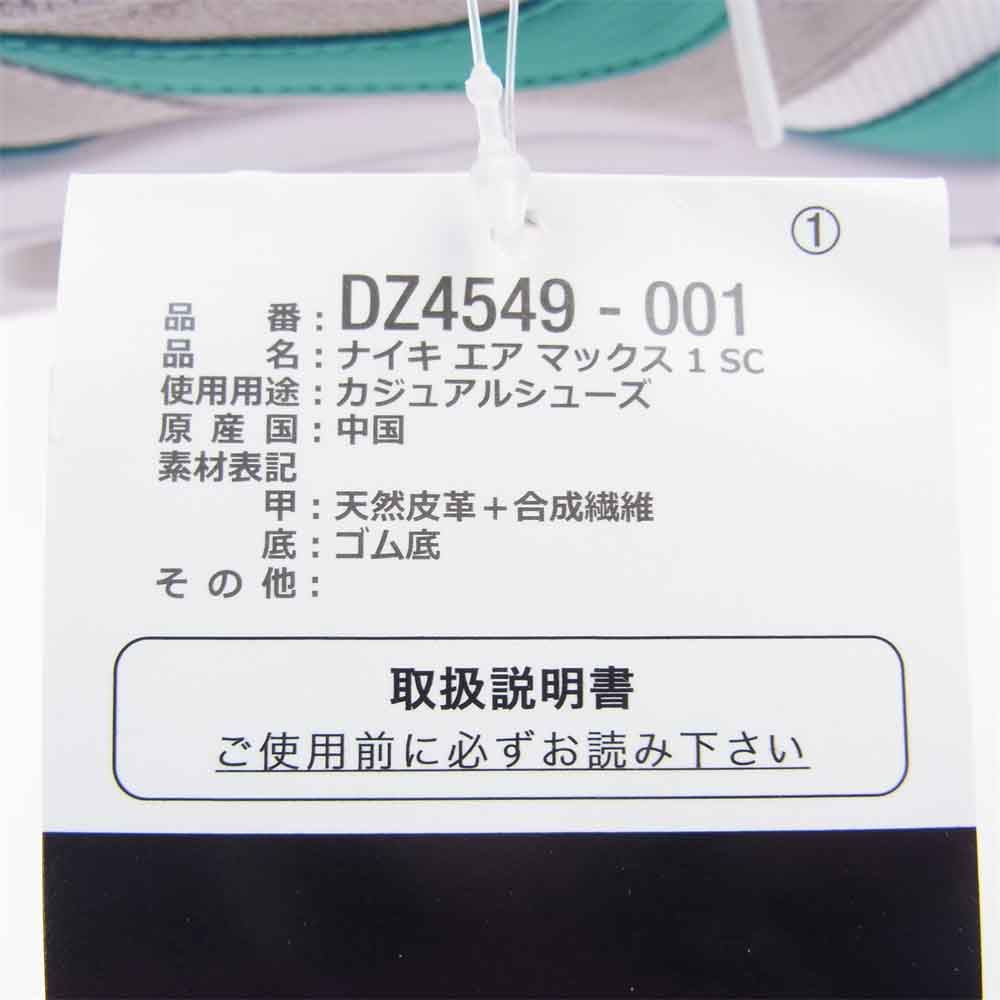 ①
品番：DZ4549 - 001
品名：ナイキ エア マックス 1 SC
使用用途：カジュアルシューズ
原産国：中国
素材表記
甲：天然皮革＋合成繊維
底：ゴム底
その他：
取扱説明書
ご使用前に必ずお読み下さい